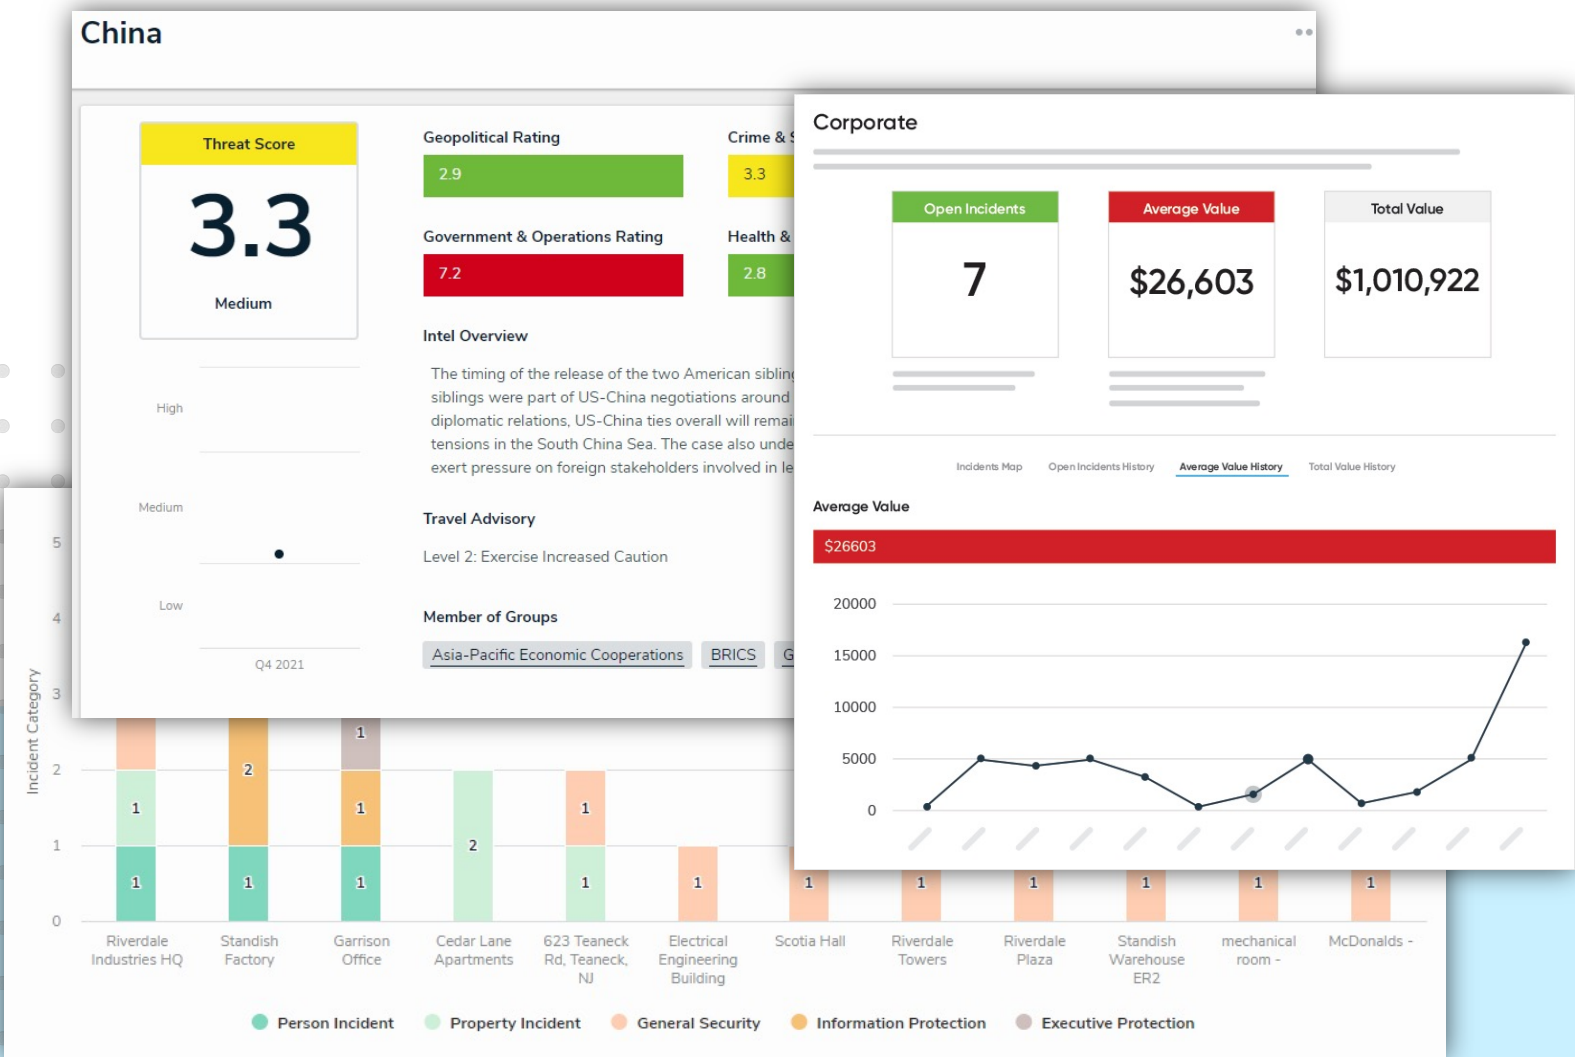 China
Threat Score
3.3
Medium
High
Medium
Low
Q4 2021
Geopolitical Rating
2.9
Crime &
3.3
Government & Operations Rating
7.2
Health &
2.8
Intel Overview
The timing of the release of the two American sibling
siblings were part of US-China negotiations around
diplomatic relations, US-China ties overall will remai
tensions in the South China Sea. The case also unde
exert pressure on foreign stakeholders involved in le
Travel Advisory
Level 2: Exercise Increased Caution
Member of Groups
Asia-Pacific Economic Cooperations BRICS G
Corporate
Open Incidents
7
Average Value
$26,603
Total Value
$1,010,922
Incidents Map Open Incidents History Average Value History Total Value History
Average Value
$26603
20000
15000
10000
5000
0
Incident Category
5
4
3
2
1
0
1
2
1
1
1
2
1
1
1
1
1
1
1
1
1
1
1
1
Riverdale
Industries HQ
Standish
Factory
Garrison
Office
Cedar Lane
Apartments
623 Teaneck
Rd, Teaneck,
NJ
Electrical
Engineering
Building
Scotia Hall
Riverdale
Towers
Riverdale
Plaza
Standish
Warehouse
ER2
mechanical
room -
McDonalds -
Person Incident Property Incident General Security Information Protection Executive Protection